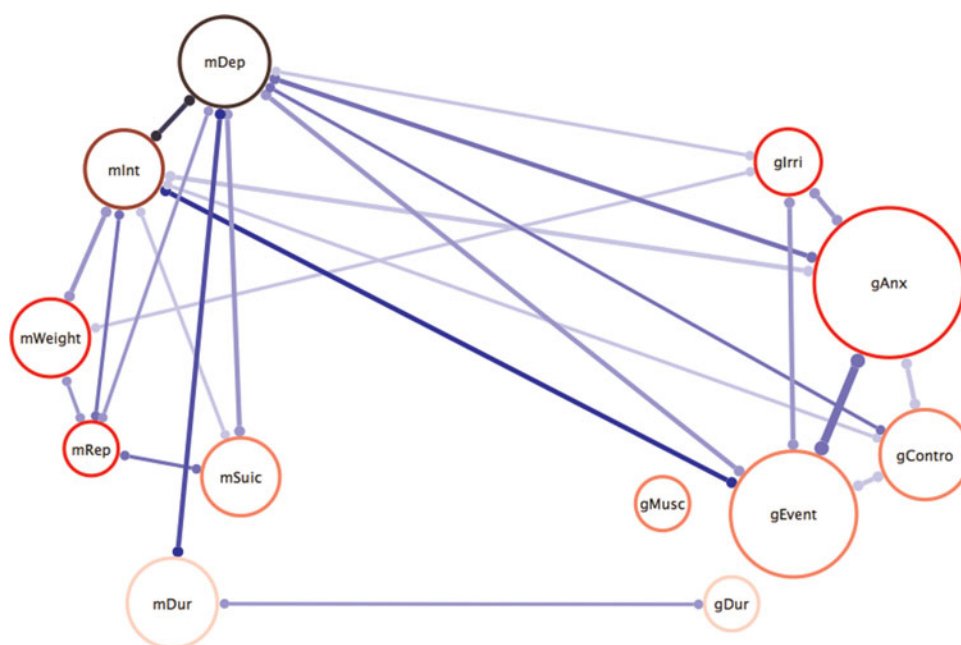 mDep
mInt
gIrri
gAnx
mWeight
mRep
mSuic
gContro
gMusc
gEvent
mDur
gDur